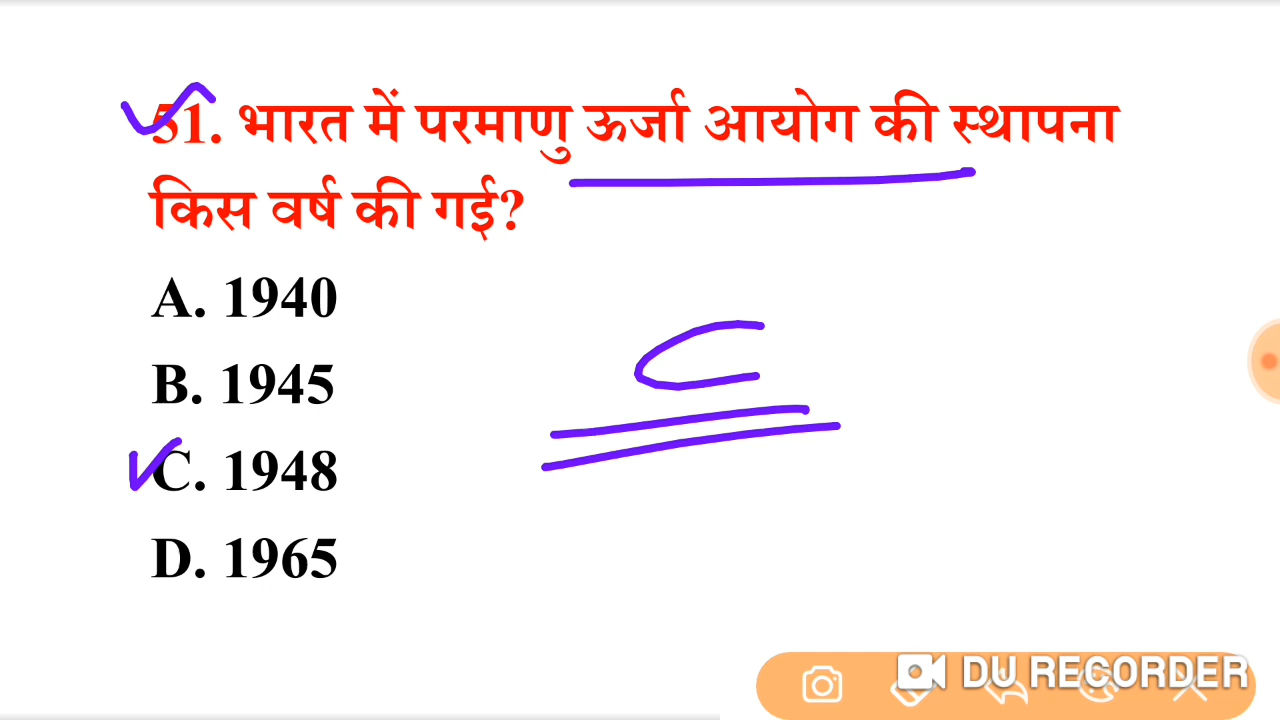 51. भारत में परमाणु ऊर्जा आयोग की स्थापना
किस वर्ष की गई?
A. 1940
B. 1945
C. 1948
C
D. 1965
DU RECORDER